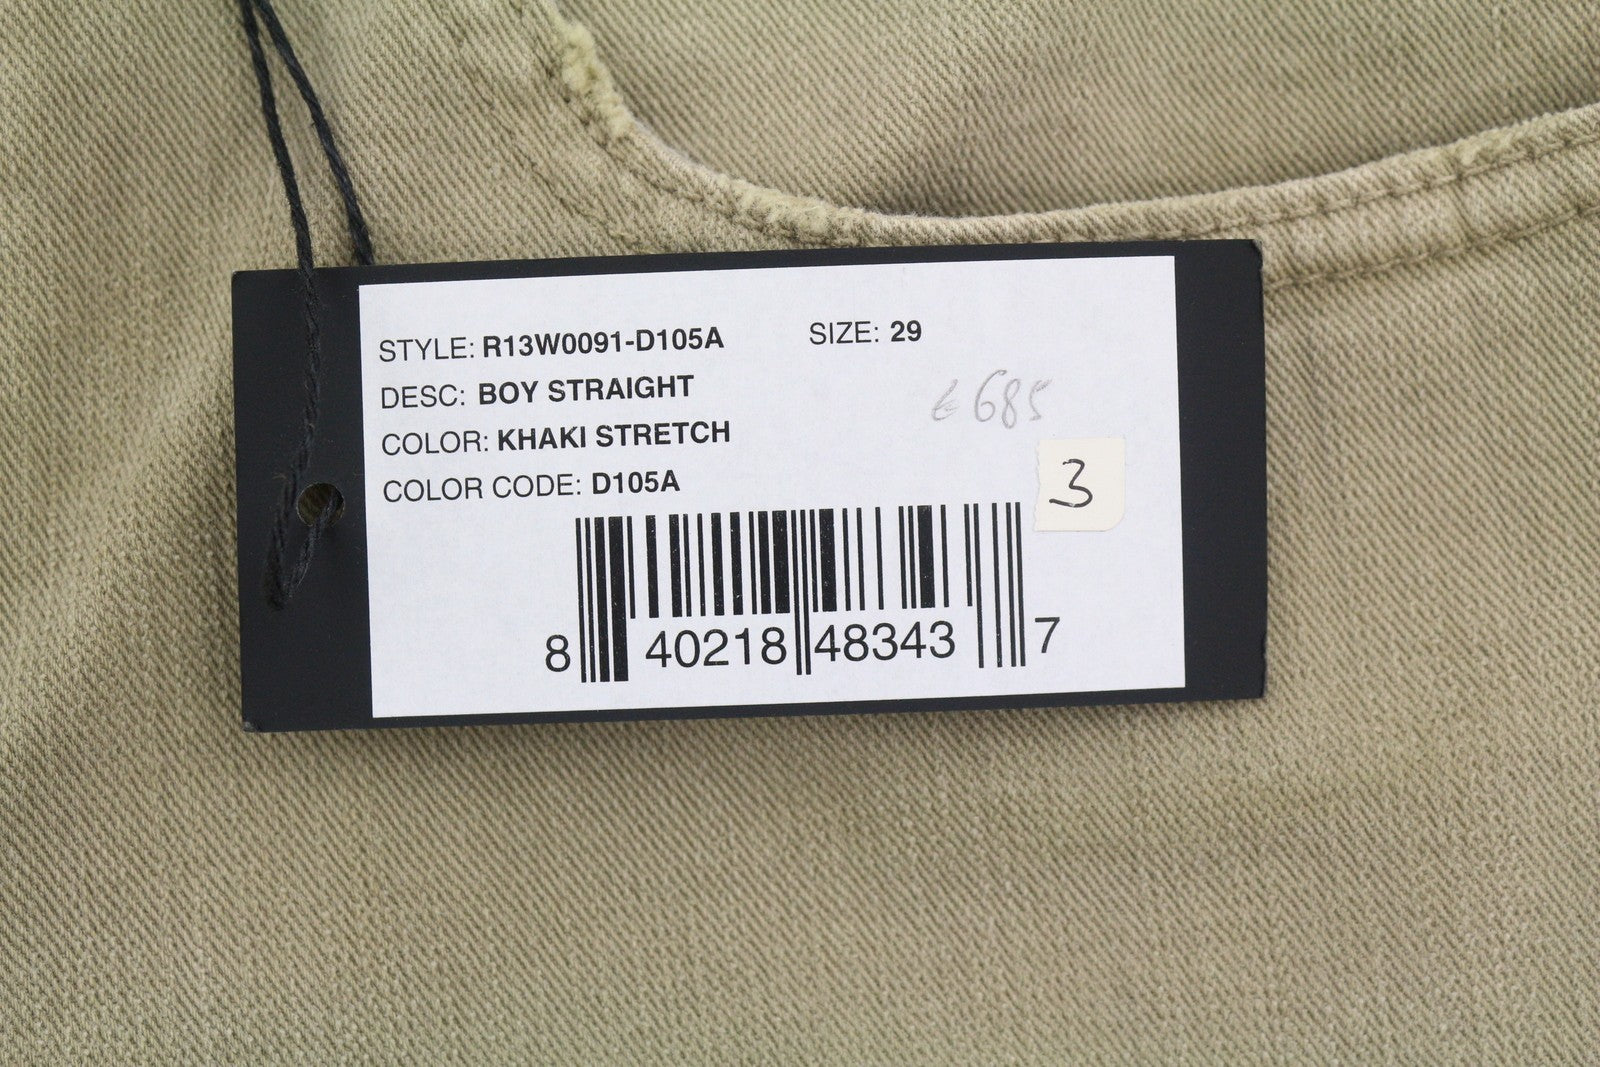 STYLE: R13W0091-D105A SIZE: 29
DESC: BOY STRAIGHT
€685
COLOR: KHAKI STRETCH
COLOR CODE: D105A
3
8 40218 48343 7